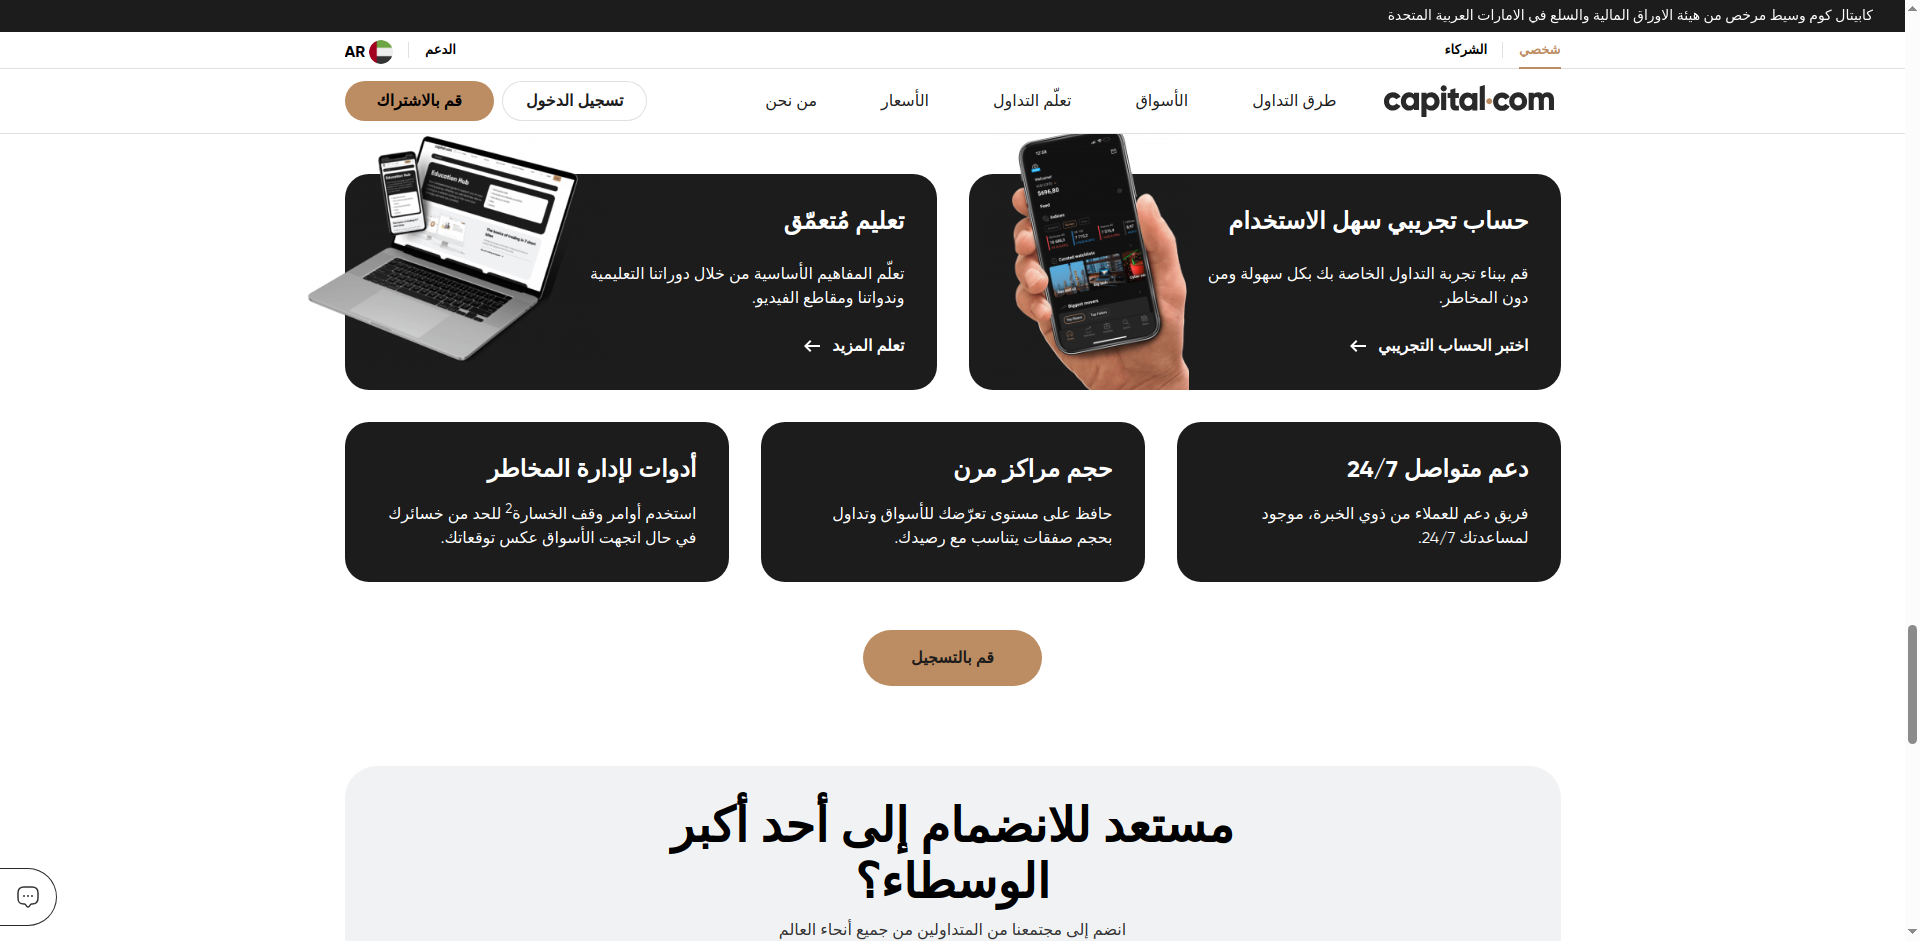 كابيتال كوم وسيط مرخص من هيئة الاوراق المالية والسلع في الامارات العربية المتحدة
شخصي
الشركاء
الدعم
AR
capital.com
طرق التداول
الأسواق
تعلّم التداول
الأسعار
من نحن
تسجيل الدخول
قم بالاشتراك
حساب تجريبي سهل الاستخدام
قم ببناء تجربة التداول الخاصة بك بكل سهولة ومن
دون المخاطر.
اختبر الحساب التجريبي
تعليم مُتعمّق
تعلّم المفاهيم الأساسية من خلال دوراتنا التعليمية
وندواتنا ومقاطع الفيديو.
تعلم المزيد
Education Hub
دعم متواصل 24/7
فريق دعم للعملاء من ذوي الخبرة، موجود
لمساعدتك 24/7.
حجم مراكز مرن
حافظ على مستوى تعرّضك للأسواق وتداول
بحجم صفقات يتناسب مع رصيدك.
أدوات لإدارة المخاطر
استخدم أوامر وقف الخسارة2 للحد من خسائرك
في حال اتجهت الأسواق عكس توقعاتك.
قم بالتسجيل
مستعد للانضمام إلى أحد أكبر
الوسطاء؟
انضم إلى مجتمعنا من المتداولين من جميع أنحاء العالم